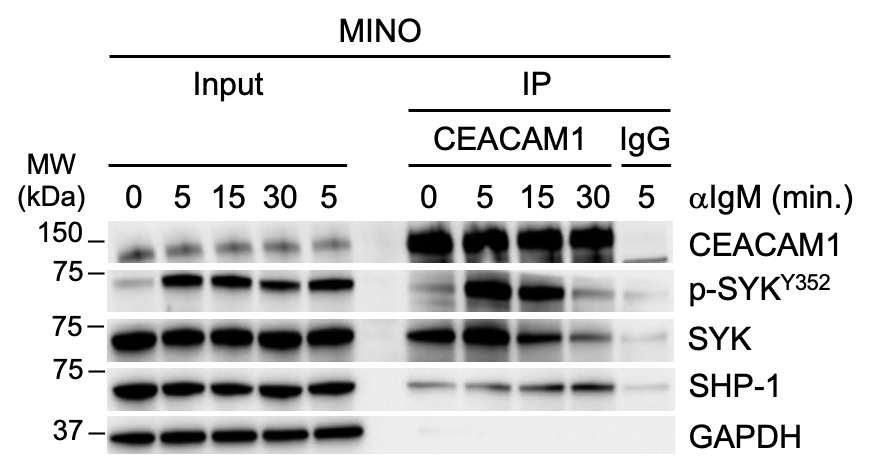 MINO
Input IP
CEACAM1 IgG
MW
(kDa) 0 5 15 30 5 0 5 15 30 5 αIgM (min.)
150 CEACAM1
75 p-SYKY352
75 SYK
75 SHP-1
37 GAPDH